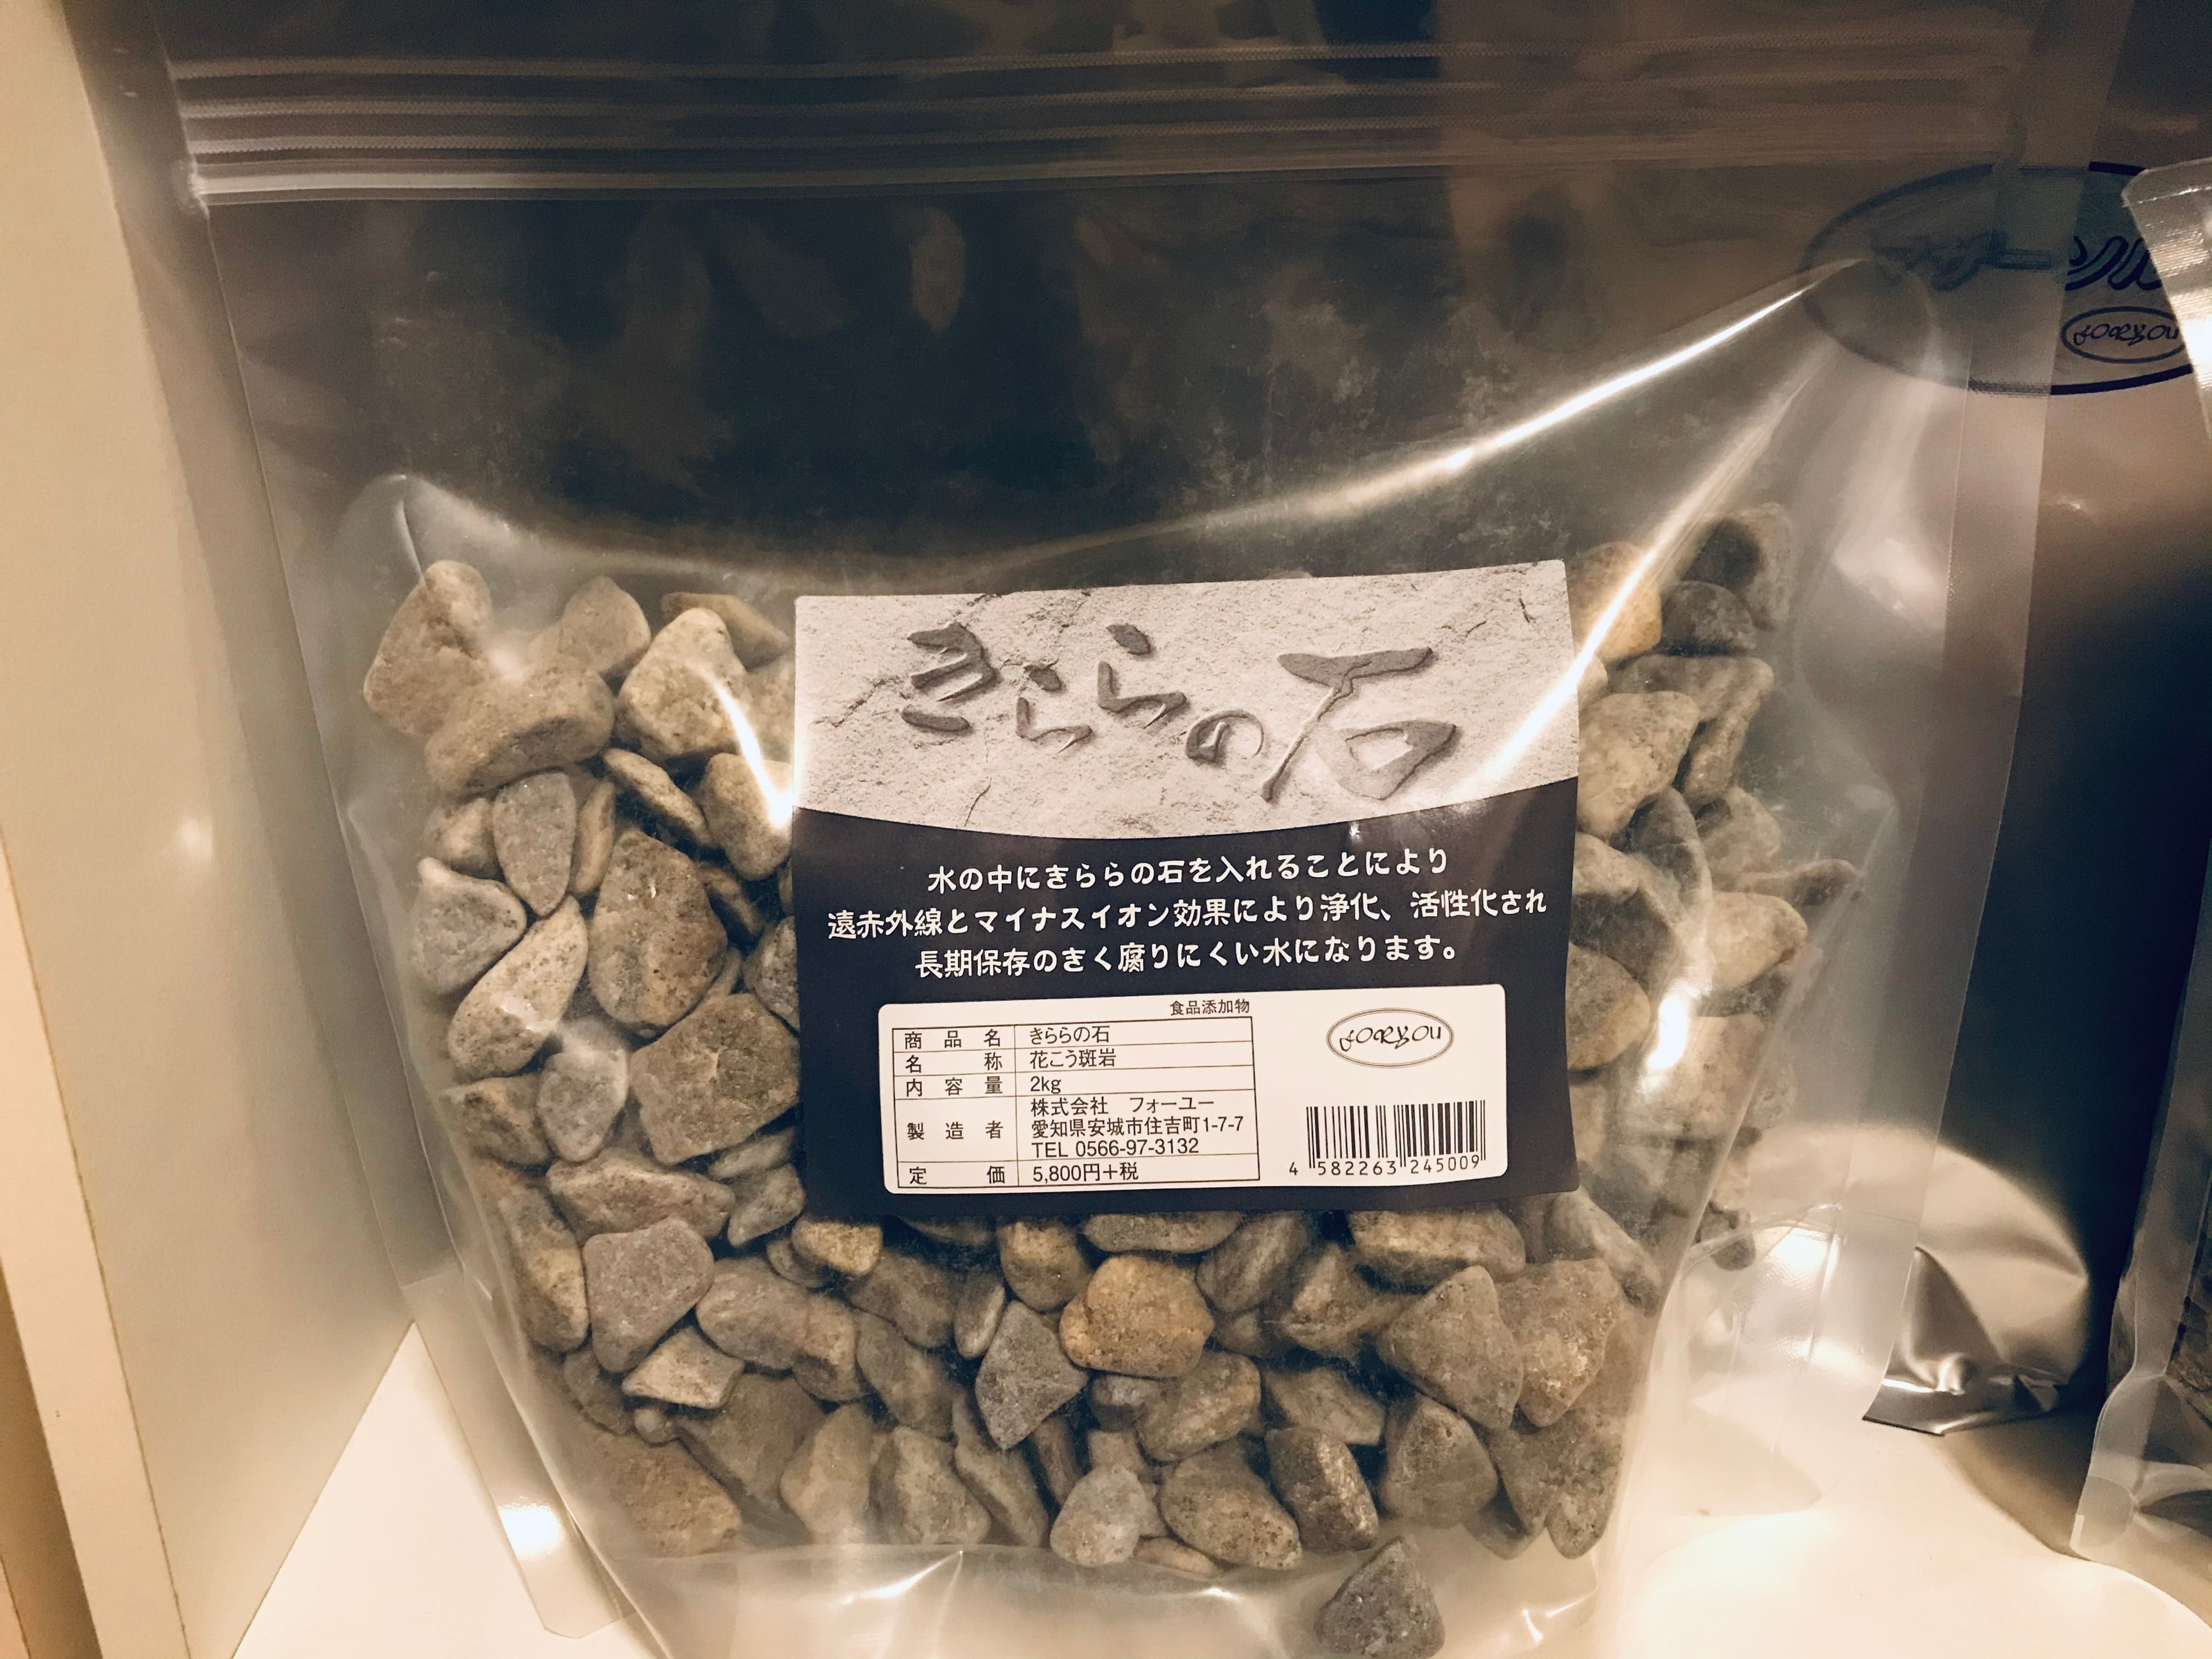 ソル
foryou
きららの石
水の中にきららの石を入れることにより
遠赤外線とマイナスイオン効果により浄化、活性化され
長期保存のきく腐りにくい水になります。
食品添加物
商品名 きららの石
名称 花こう斑岩
内容量 2kg
製造者 株式会社 フォーユー
愛知県安城市住吉町1-7-7
TEL 0566-97-3132
定価 5,800円+税
foryou
4 582263 245009